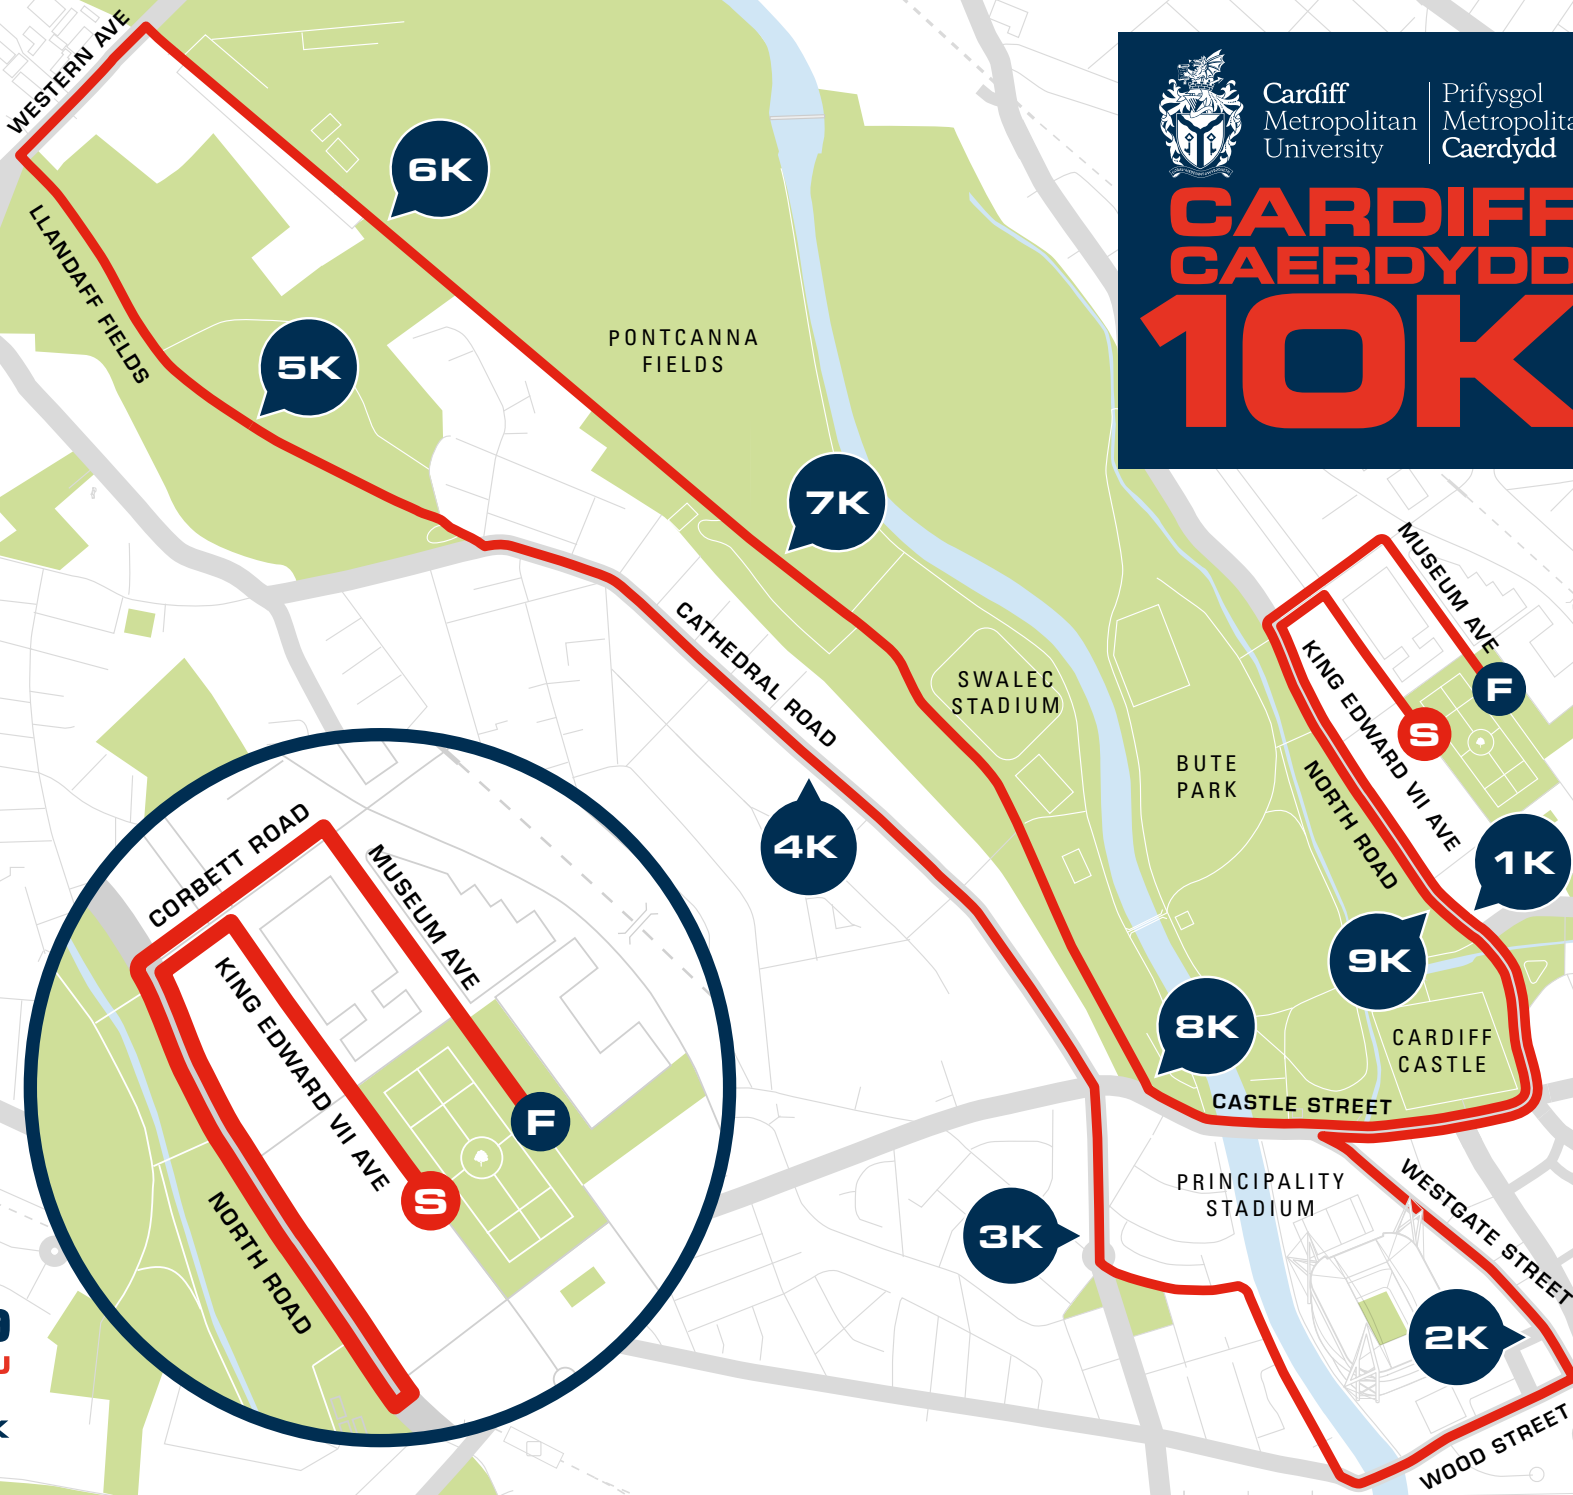 WESTERN AVE
Cardiff
Metropolitan
University
Prifysgol
Metropolita
Caerdydd
CARDIFF
CAERDYDD
10K
6K
LLANDAFF FIELDS
5K
PONTCANNA
FIELDS
7K
MUSEUM AVE
CATHEDRAL ROAD
SWALEC
STADIUM
KING EDWARD VII AVE
F
S
BUTE
PARK
NORTH ROAD
4K
1K
9K
8K
CARDIFF
CASTLE
CASTLE STREET
PRINCIPALITY
STADIUM
WESTGATE STREET
3K
2K
WOOD STREET
CORBETT ROAD
MUSEUM AVE
KING EDWARD VII AVE
F
S
NORTH ROAD